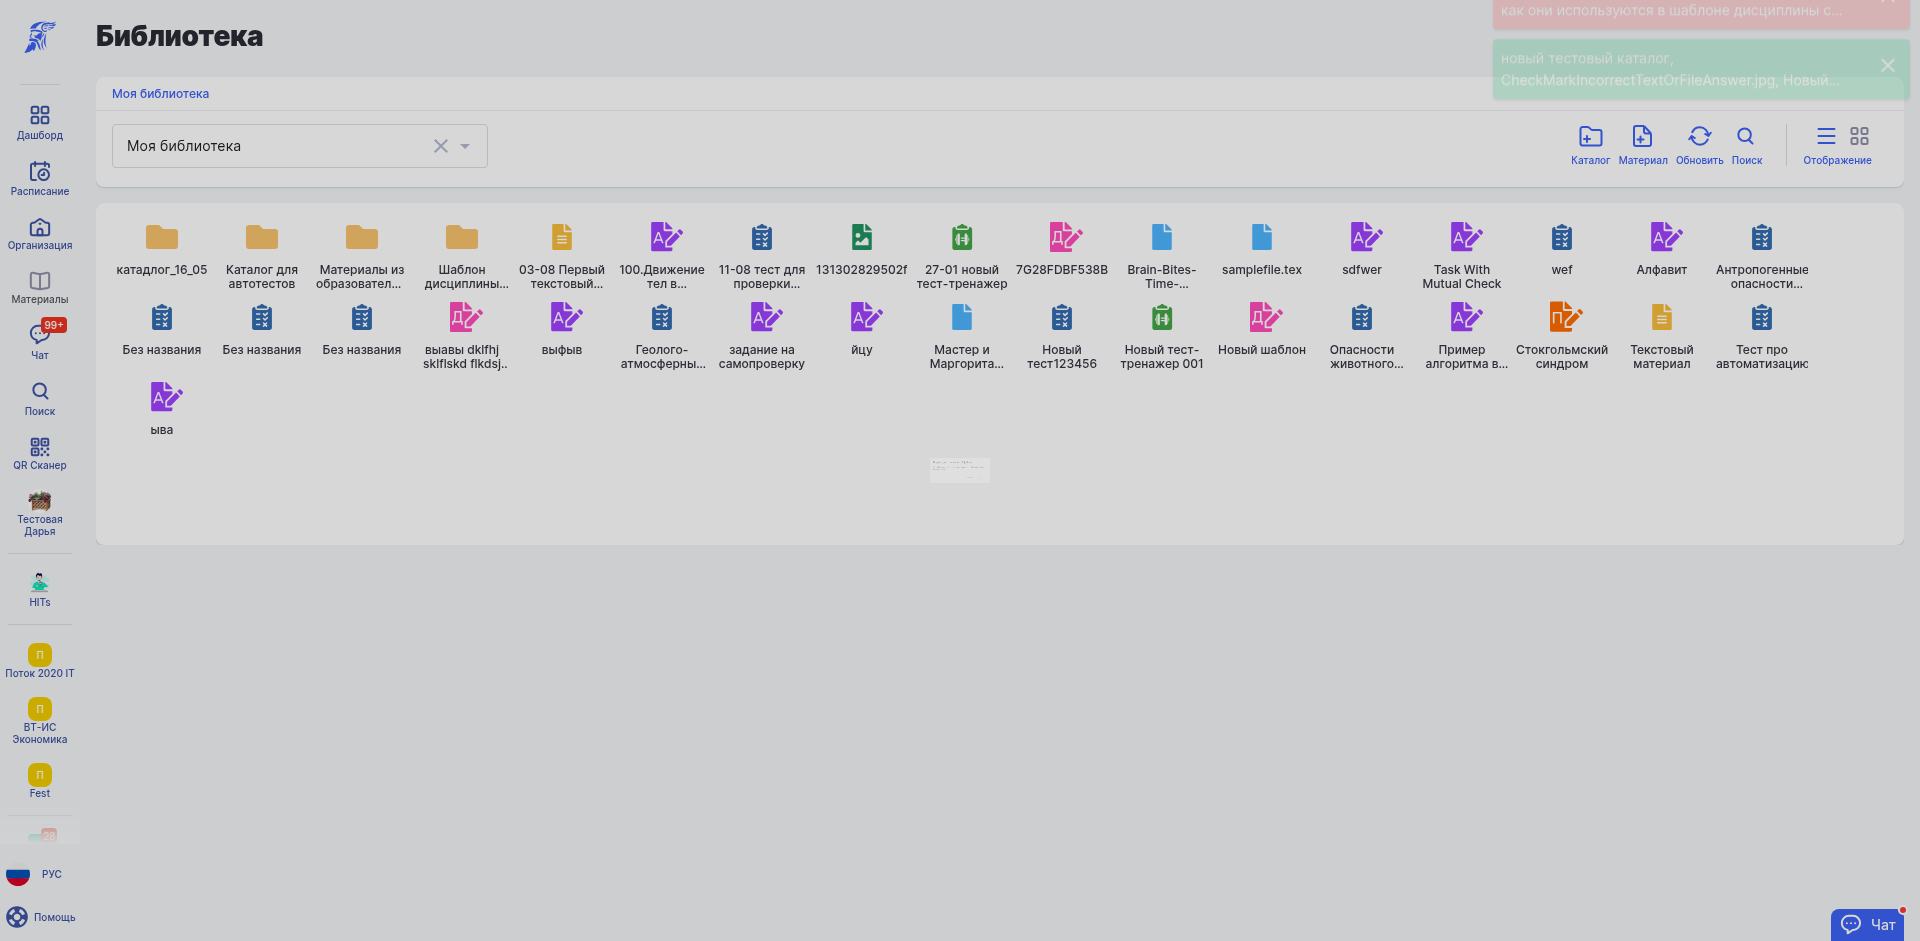 Библиотека
как они используются в шаблоне дисциплины с...
новый тестовый каталог,
CheckMarkIncorrectTextOrFileAnswer.jpg, Новый...
Моя библиотека
Моя библиотека
Каталог
Материал
Обновить
Поиск
Отображение
Дашборд
Расписание
Организация
Материалы
99+
Чат
Поиск
QR Сканер
Тестовая
Дарья
HITs
П
Поток 2020 IT
П
ВТ-ИС
Экономика
П
Fest
28
РУС
Помощь
катадлог_16_05
Каталог для
автотестов
Материалы из
образовател...
Шаблон
дисциплины...
03-08 Первый
текстовый...
100.Движение
тел в...
11-08 тест для
проверки...
131302829502f
27-01 новый
тест-тренажер
7G28FDBF538B
Brain-Bites-
Time-...
samplefile.tex
sdfwer
Task With
Mutual Check
wef
Алфавит
Антропогенные
опасности...
Без названия
Без названия
Без названия
выавы dklfhj
sklflskd flkdsj..
выфыв
Геолого-
атмосферны...
задание на
самопроверку
йцу
Мастер и
Маргарита...
Новый
тест123456
Новый тест-
тренажер 001
Новый шаблон
Опасности
животного...
Пример
алгоритма в...
Стокгольмский
синдром
Текстовый
материал
Тест про
автоматизацию
ыва
Чат